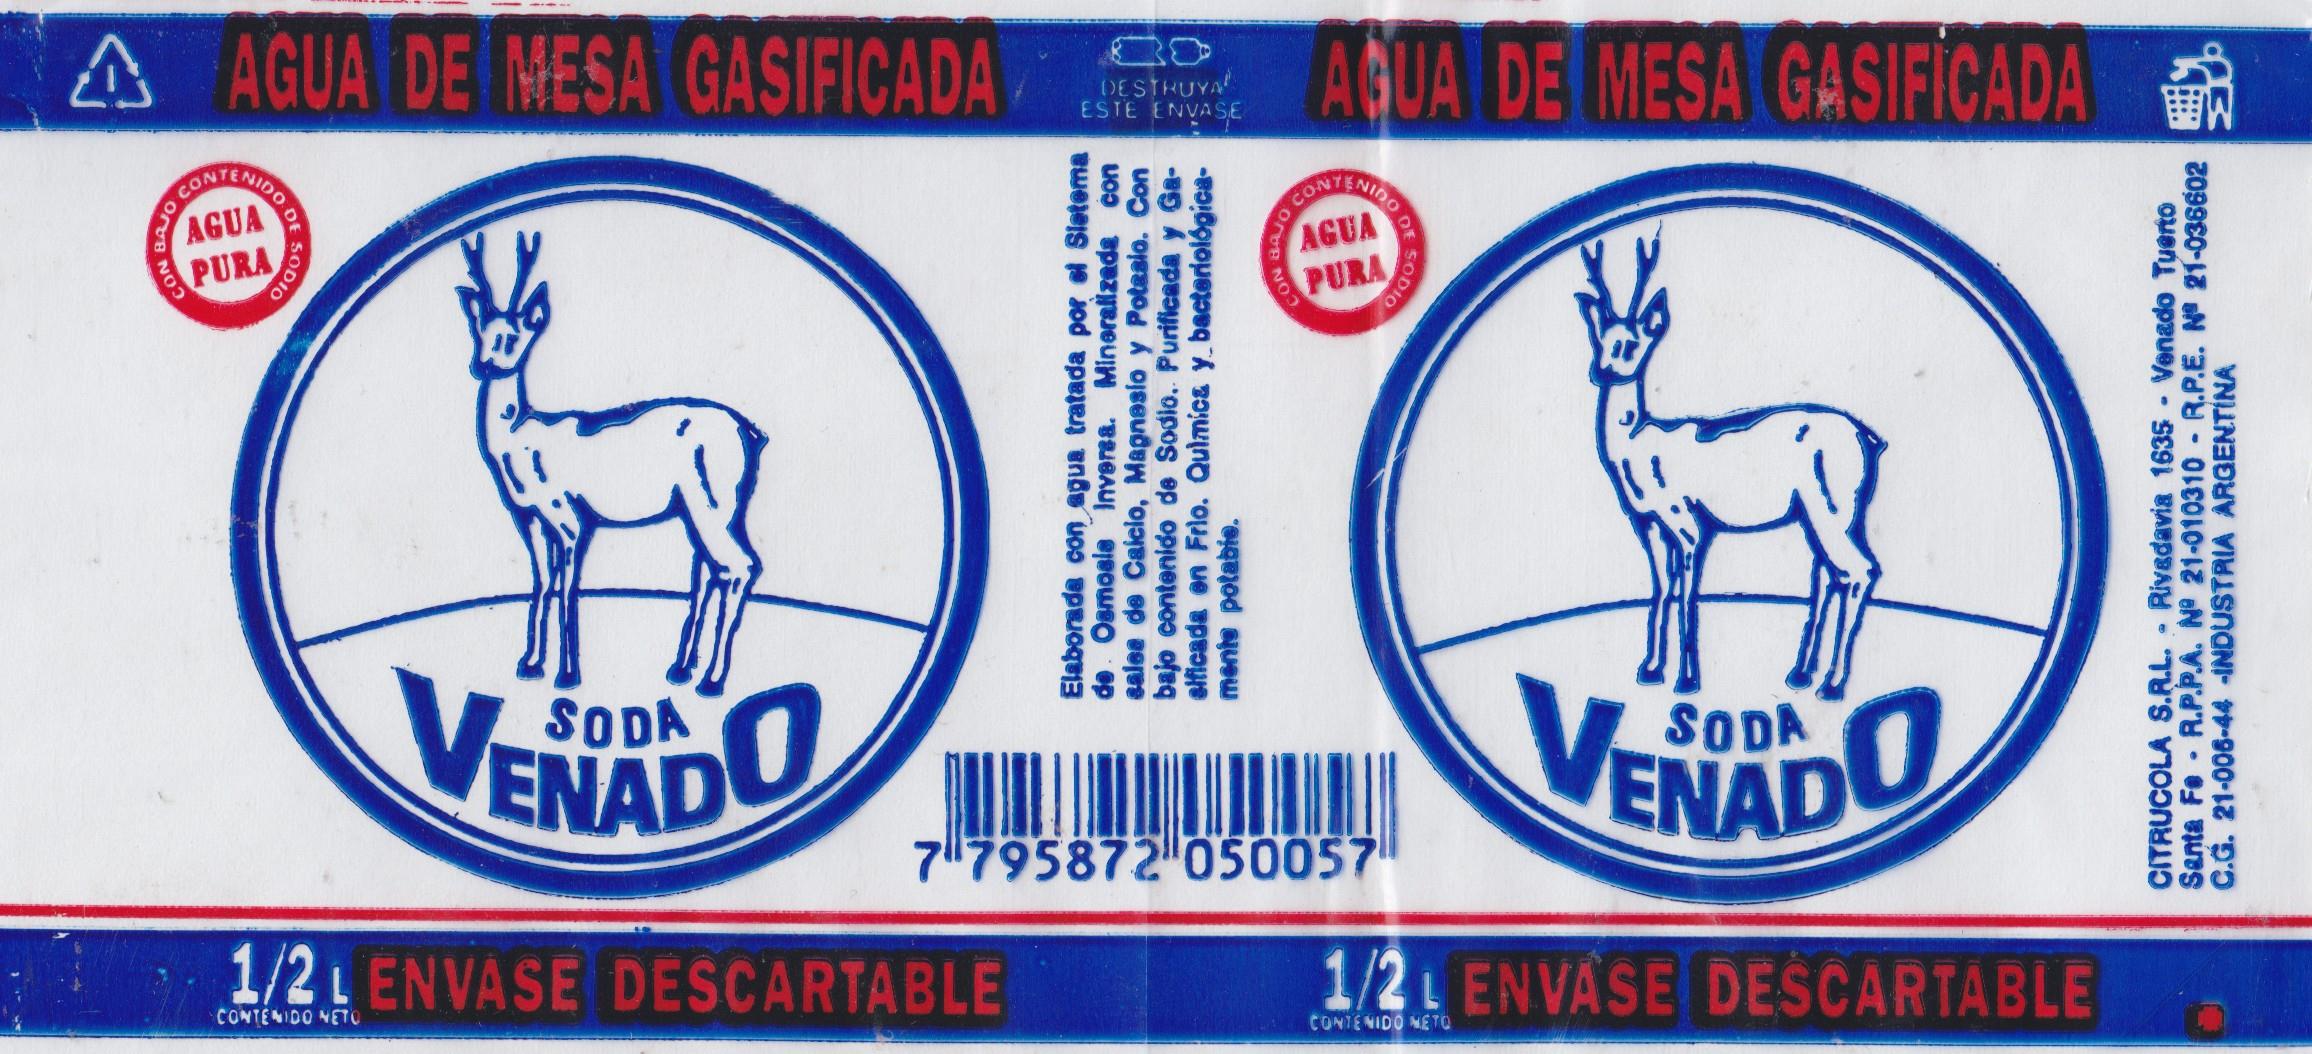 AGUA DE MESA GASIFICADA
DESTRUYA
ESTE ENVASE
AGUA DE MESA GASIFICADA
CON BAJO CONTENIDO DE SODIO
AGUA
PURA
SODA
VENADO
Elaborada con agua tratada por el Sistema
de Osmosis Inversa. Mineralizada con
sales de Calcio, Magnesio y Potasio. Con
bajo contenido de Sodio. Purificada y Ga-
sificada en Frío. Química y bacteriológica-
mente potable.
7 795872 050057
CON BAJO CONTENIDO DE SODIO
AGUA
PURA
SODA
VENADO
CITRUCOLA S.R.L. - Rivadavia 1635 - Venado Tuerto
Santa Fe - R.P.P.A. Nº 21-010310 - R.P.E. Nº 21-036602
C.G. 21-006-44 -INDUSTRIA ARGENTINA
1/2 L ENVASE DESCARTABLE
CONTENIDO NETO
1/2 L ENVASE DESCARTABLE
CONTENIDO NETO